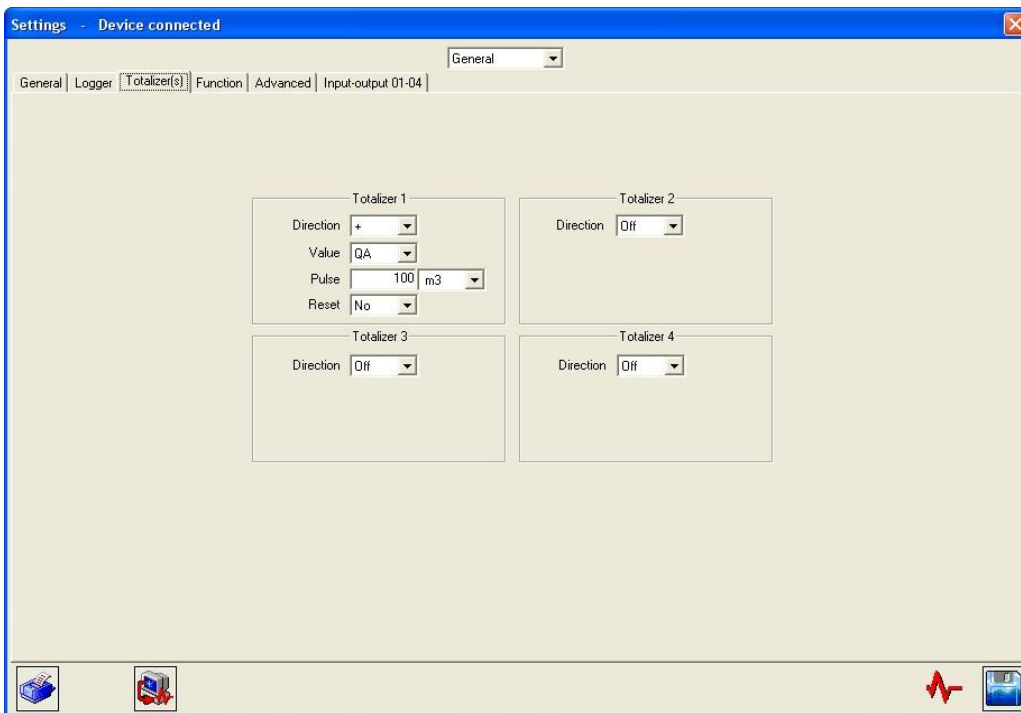 Settings - Device connected
General
General Logger Totalizer(s) Function Advanced Input-output 01-04
Totalizer 1
Direction +
Value QA
Pulse 100 m3
Reset No
Totalizer 2
Direction Off
Totalizer 3
Direction Off
Totalizer 4
Direction Off